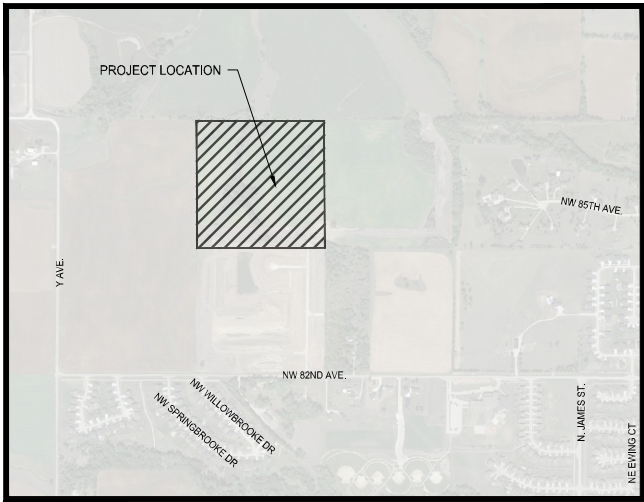 PROJECT LOCATION
NW 85TH AVE.
Y AVE.
NW 82ND AVE.
NW WILLOWBROOKE DR
NW SPRINGBROOKE DR
N. JAMES ST.
NE EWING CT